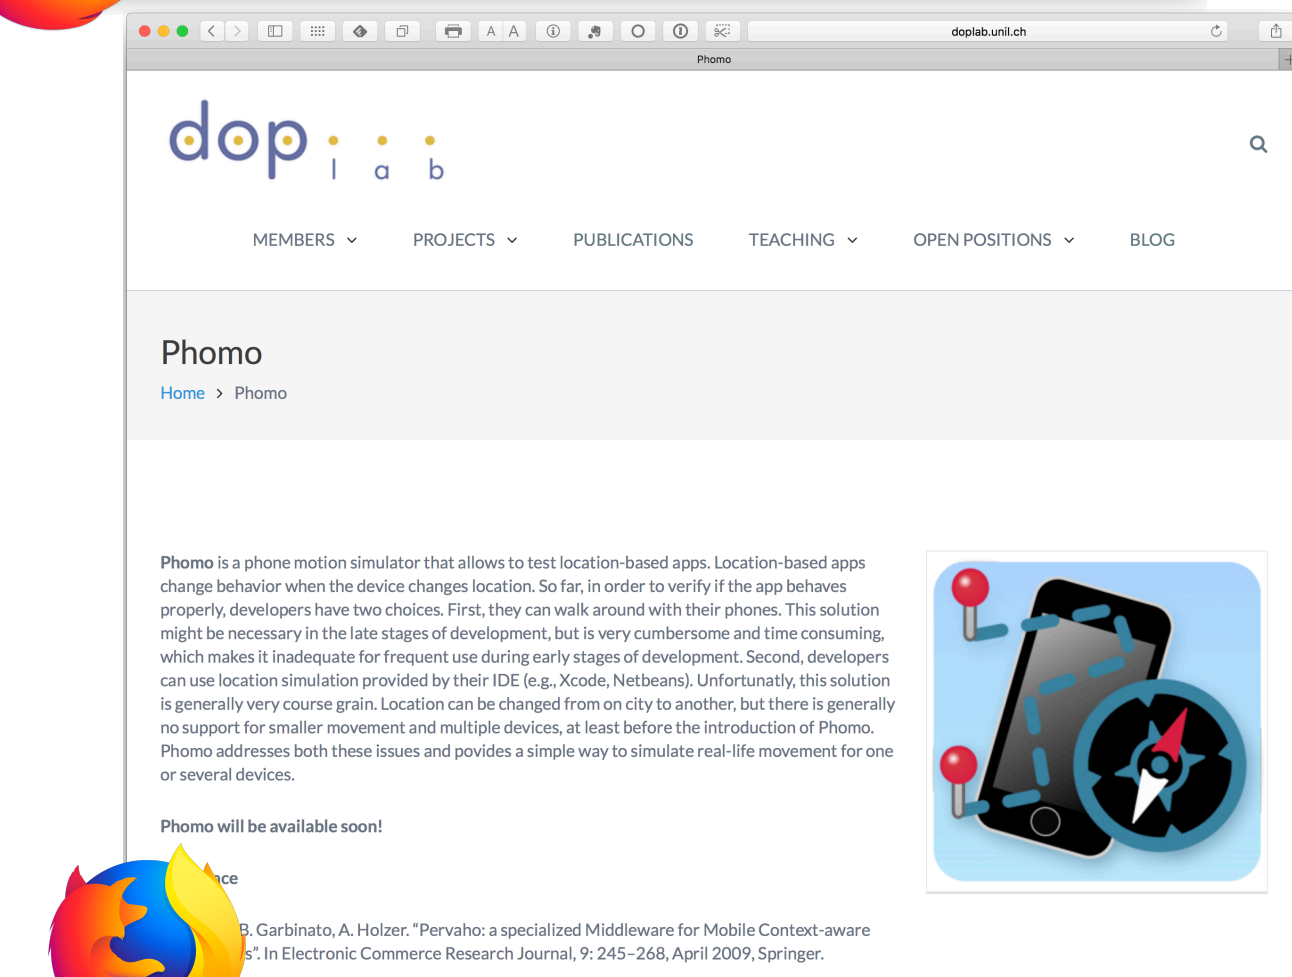 doplab.unil.ch
Phomo
dop
lab
MEMBERS PROJECTS PUBLICATIONS TEACHING OPEN POSITIONS BLOG
Phomo
Home > Phomo
Phomo is a phone motion simulator that allows to test location-based apps. Location-based apps
change behavior when the device changes location. So far, in order to verify if the app behaves
properly, developers have two choices. First, they can walk around with their phones. This solution
might be necessary in the late stages of development, but is very cumbersome and time consuming,
which makes it inadequate for frequent use during early stages of development. Second, developers
can use location simulation provided by their IDE (e.g., Xcode, Netbeans). Unfortunatly, this solution
is generally very course grain. Location can be changed from on city to another, but there is generally
no support for smaller movement and multiple devices, at least before the introduction of Phomo.
Phomo addresses both these issues and povides a simple way to simulate real-life movement for one
or several devices.
Phomo will be available soon!
nce
B. Garbinato, A. Holzer. “Pervaho: a specialized Middleware for Mobile Context-aware
s”. In Electronic Commerce Research Journal, 9: 245–268, April 2009, Springer.